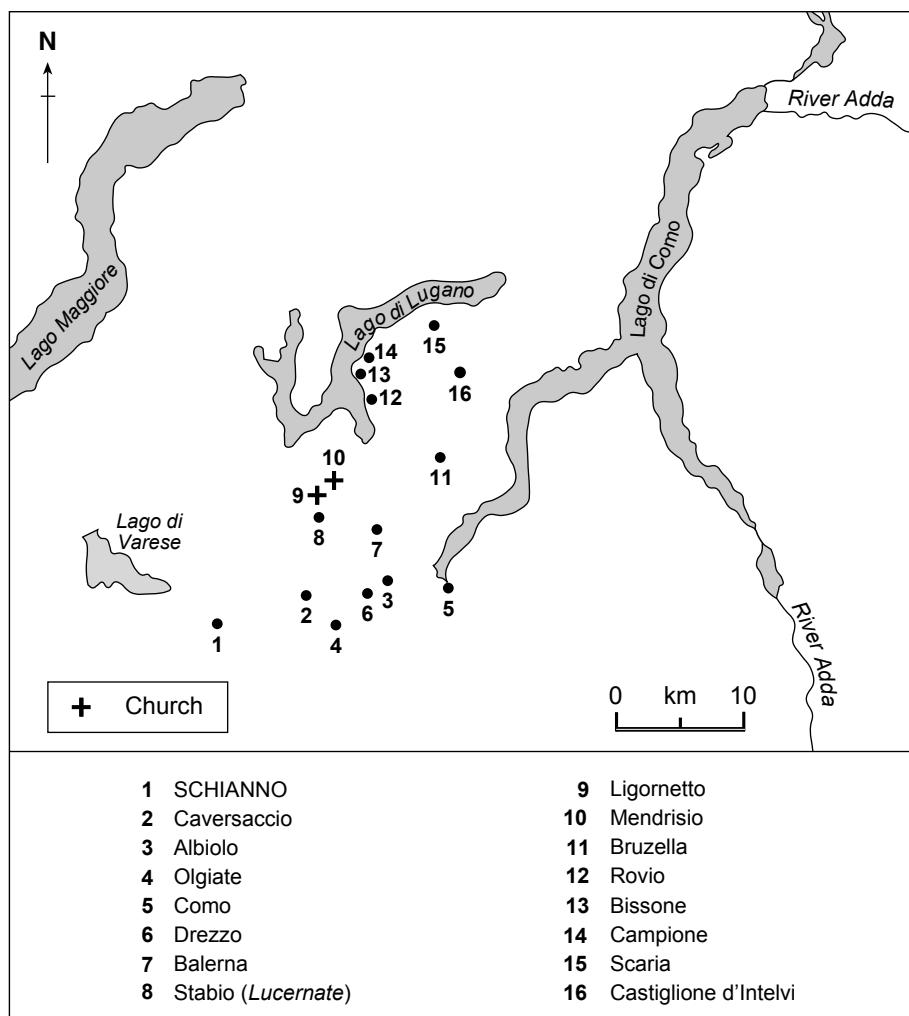 N
River Adda
Lago di Como
Lago Maggiore
Lago di Lugano
14
15
13
16
12
10
11
9
8
7
Lago di
Varese
3
2
6
5
1
4
River Adda
0 km 10
Church
1 SCHIANNO
2 Caversaccio
3 Albiolo
4 Olgiate
5 Como
6 Drezzo
7 Balerna
8 Stabio (Lucernate)
9 Ligornetto
10 Mendrisio
11 Bruzella
12 Rovio
13 Bissone
14 Campione
15 Scaria
16 Castiglione d'Intelvi